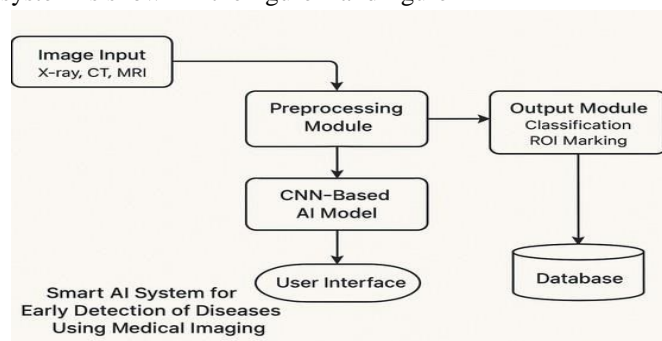 Image Input
X-ray, CT, MRI
Preprocessing
Module
Output Module
Classification
ROI Marking
CNN-Based
AI Model
User Interface
Database
Smart AI System for
Early Detection of Diseases
Using Medical Imaging